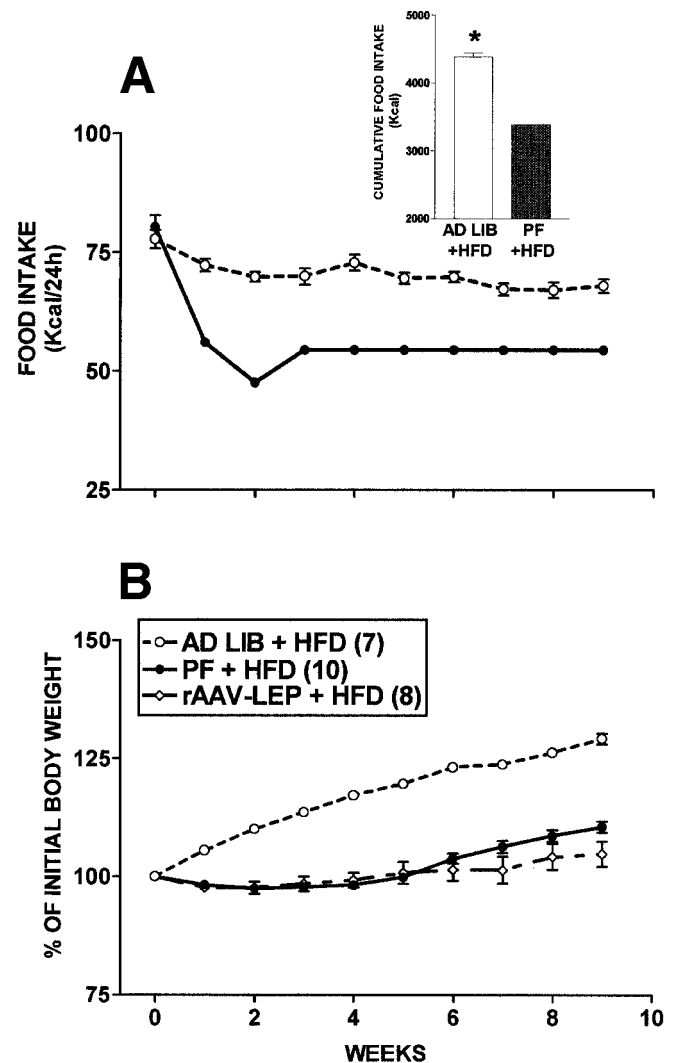 A
CUMULATIVE FOOD INTAKE
(Kcal)
5000
4000
3000
2000
*
AD LIB
+HFD
PF
+HFD
FOOD INTAKE
(Kcal/24h)
100
75
50
25
B
% OF INITIAL BODY WEIGHT
150
125
100
75
AD LIB + HFD (7)
PF + HFD (10)
rAAV-LEP + HFD (8)
0 2 4 6 8 10
WEEKS